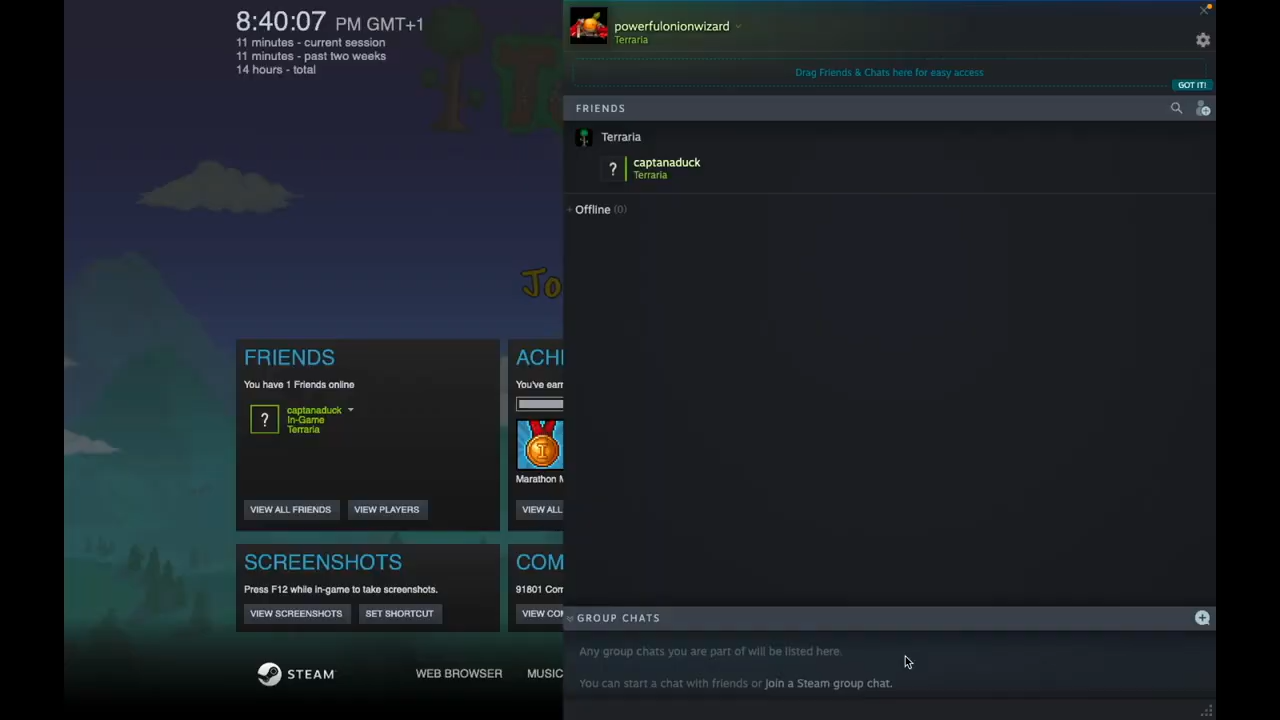 8:40:07 PM GMT+1
11 minutes - current session
11 minutes - past two weeks
14 hours - total
Jo
FRIENDS
You have 1 Friends online
?
captanaduck
In-Game
Terraria
VIEW ALL FRIENDS
VIEW PLAYERS
SCREENSHOTS
Press F12 while in-game to take screenshots.
VIEW SCREENSHOTS
SET SHORTCUT
STEAM
WEB BROWSER
MUSIC
ACHI
You've earn
Marathon M
VIEW ALL
COM
91801 Com
VIEW COM
powerfulonionwizard
Terraria
Drag Friends & Chats here for easy access
GOT IT!
FRIENDS
Terraria
?
captanaduck
Terraria
+ Offline (0)
GROUP CHATS
Any group chats you are part of will be listed here.
You can start a chat with friends or Join a Steam group chat.